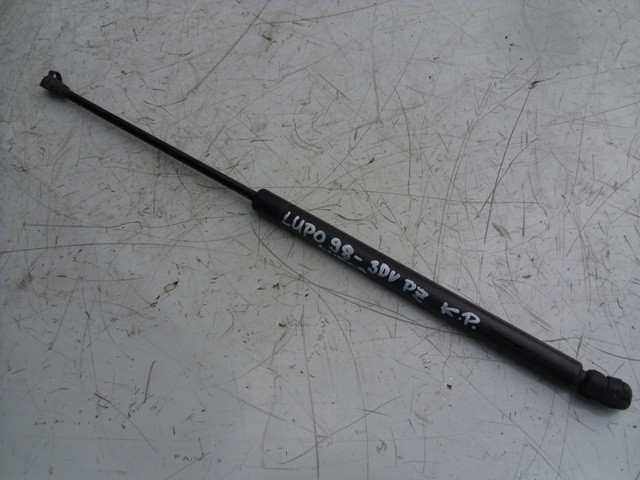 LUPO 98- 3DV PZ K.P.